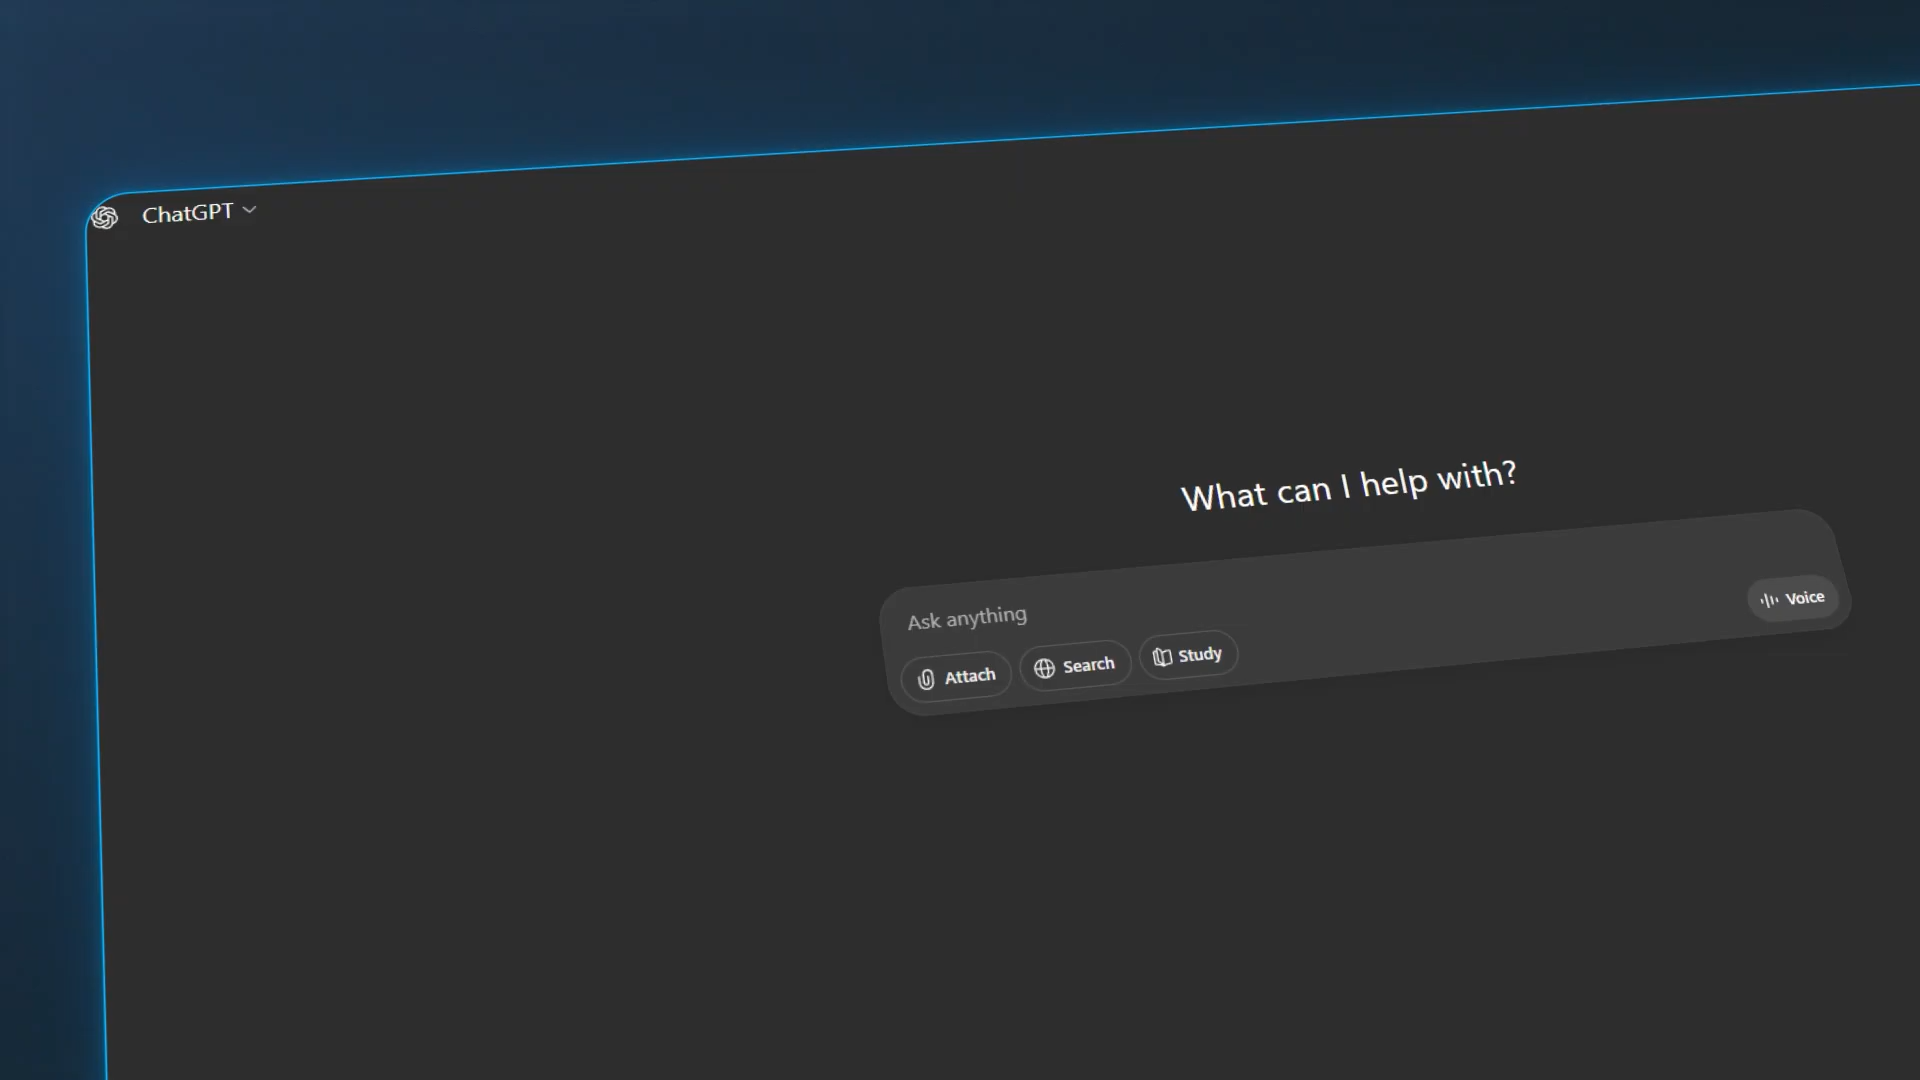 ChatGPT
What can I help with?
Ask anything
Attach
Search
Study
Voice